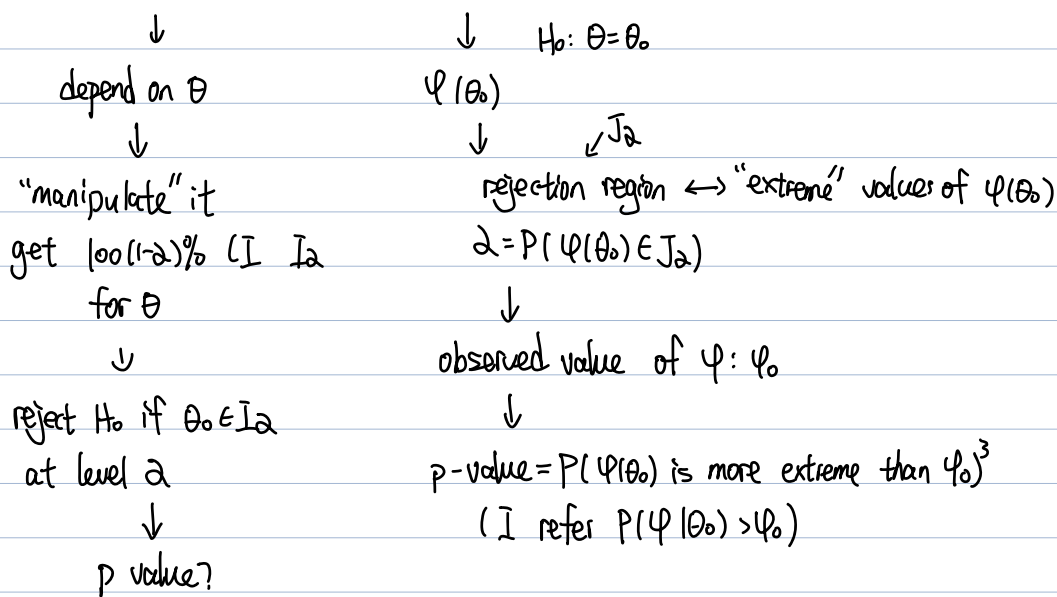 ↓
depend on θ
↓
"manipulate" it
get 100(1-α)% CI Iα
for θ
↓
reject H₀ if θ₀ ∈ Iα
at level α
↓
p value?
↓ H₀: θ=θ₀
φ(θ₀)
↓ ↙Jα
rejection region ↔ "extreme" values of φ(θ₀)
α = P(φ(θ₀) ∈ Jα)
↓
observed value of φ: φ₀
↓
p-value = P(φ(θ₀) is more extreme than φ₀)³
(I refer P(φ|θ₀) > φ₀)